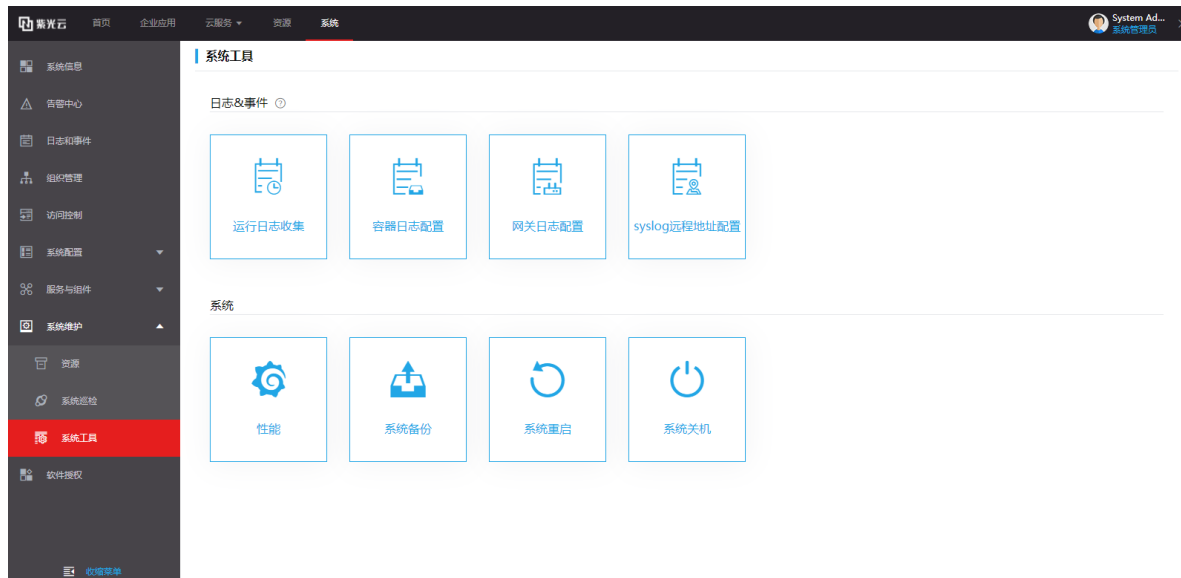 紫光云 首页 企业应用 云服务 资源 系统 System Ad...
系统管理员
系统信息
告警中心
日志和事件
组织管理
访问控制
系统配置
服务与组件
系统维护
资源
系统巡检
系统工具
软件授权
收缩菜单
系统工具
日志&事件
运行日志收集 容器日志配置 网关日志配置 syslog远程地址配置
系统
性能 系统备份 系统重启 系统关机